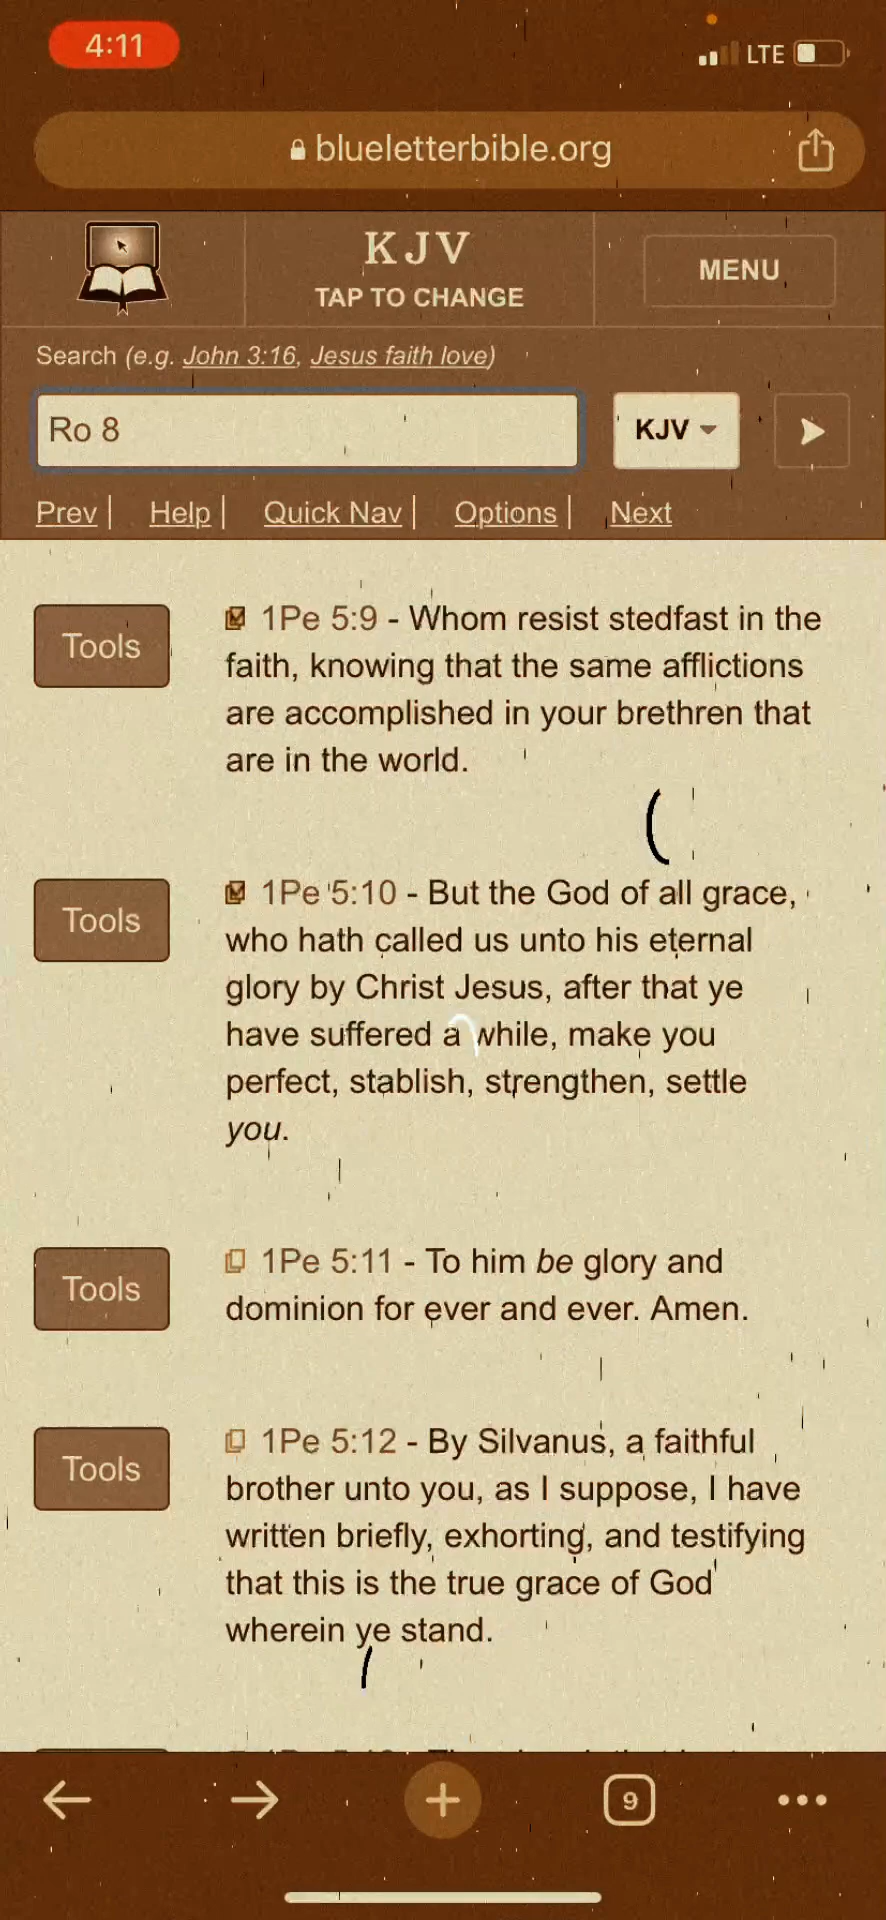 4:11
LTE
blueletterbible.org
KJV
TAP TO CHANGE
MENU
Search (e.g. John 3:16, Jesus faith love)
Ro 8
KJV
Prev | Help | Quick Nav | Options | Next
Tools
1Pe 5:9 - Whom resist stedfast in the
faith, knowing that the same afflictions
are accomplished in your brethren that
are in the world.
Tools
1Pe 5:10 - But the God of all grace,
who hath called us unto his eternal
glory by Christ Jesus, after that ye
have suffered a while, make you
perfect, stablish, strengthen, settle
you.
Tools
1Pe 5:11 - To him be glory and
dominion for ever and ever. Amen.
Tools
1Pe 5:12 - By Silvanus, a faithful
brother unto you, as I suppose, I have
written briefly, exhorting, and testifying
that this is the true grace of God
wherein ye stand.
9